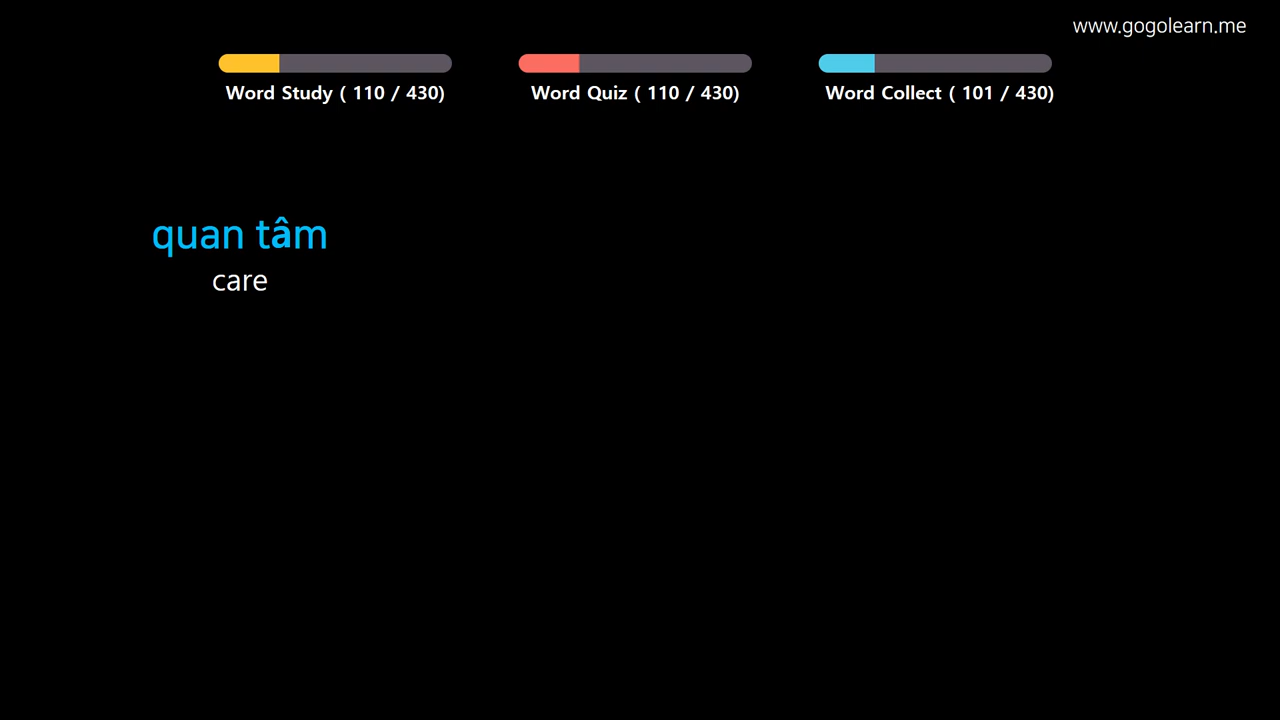 www.gogolearn.me
Word Study ( 110 / 430)
Word Quiz ( 110 / 430)
Word Collect ( 101 / 430)
quan tâm
care